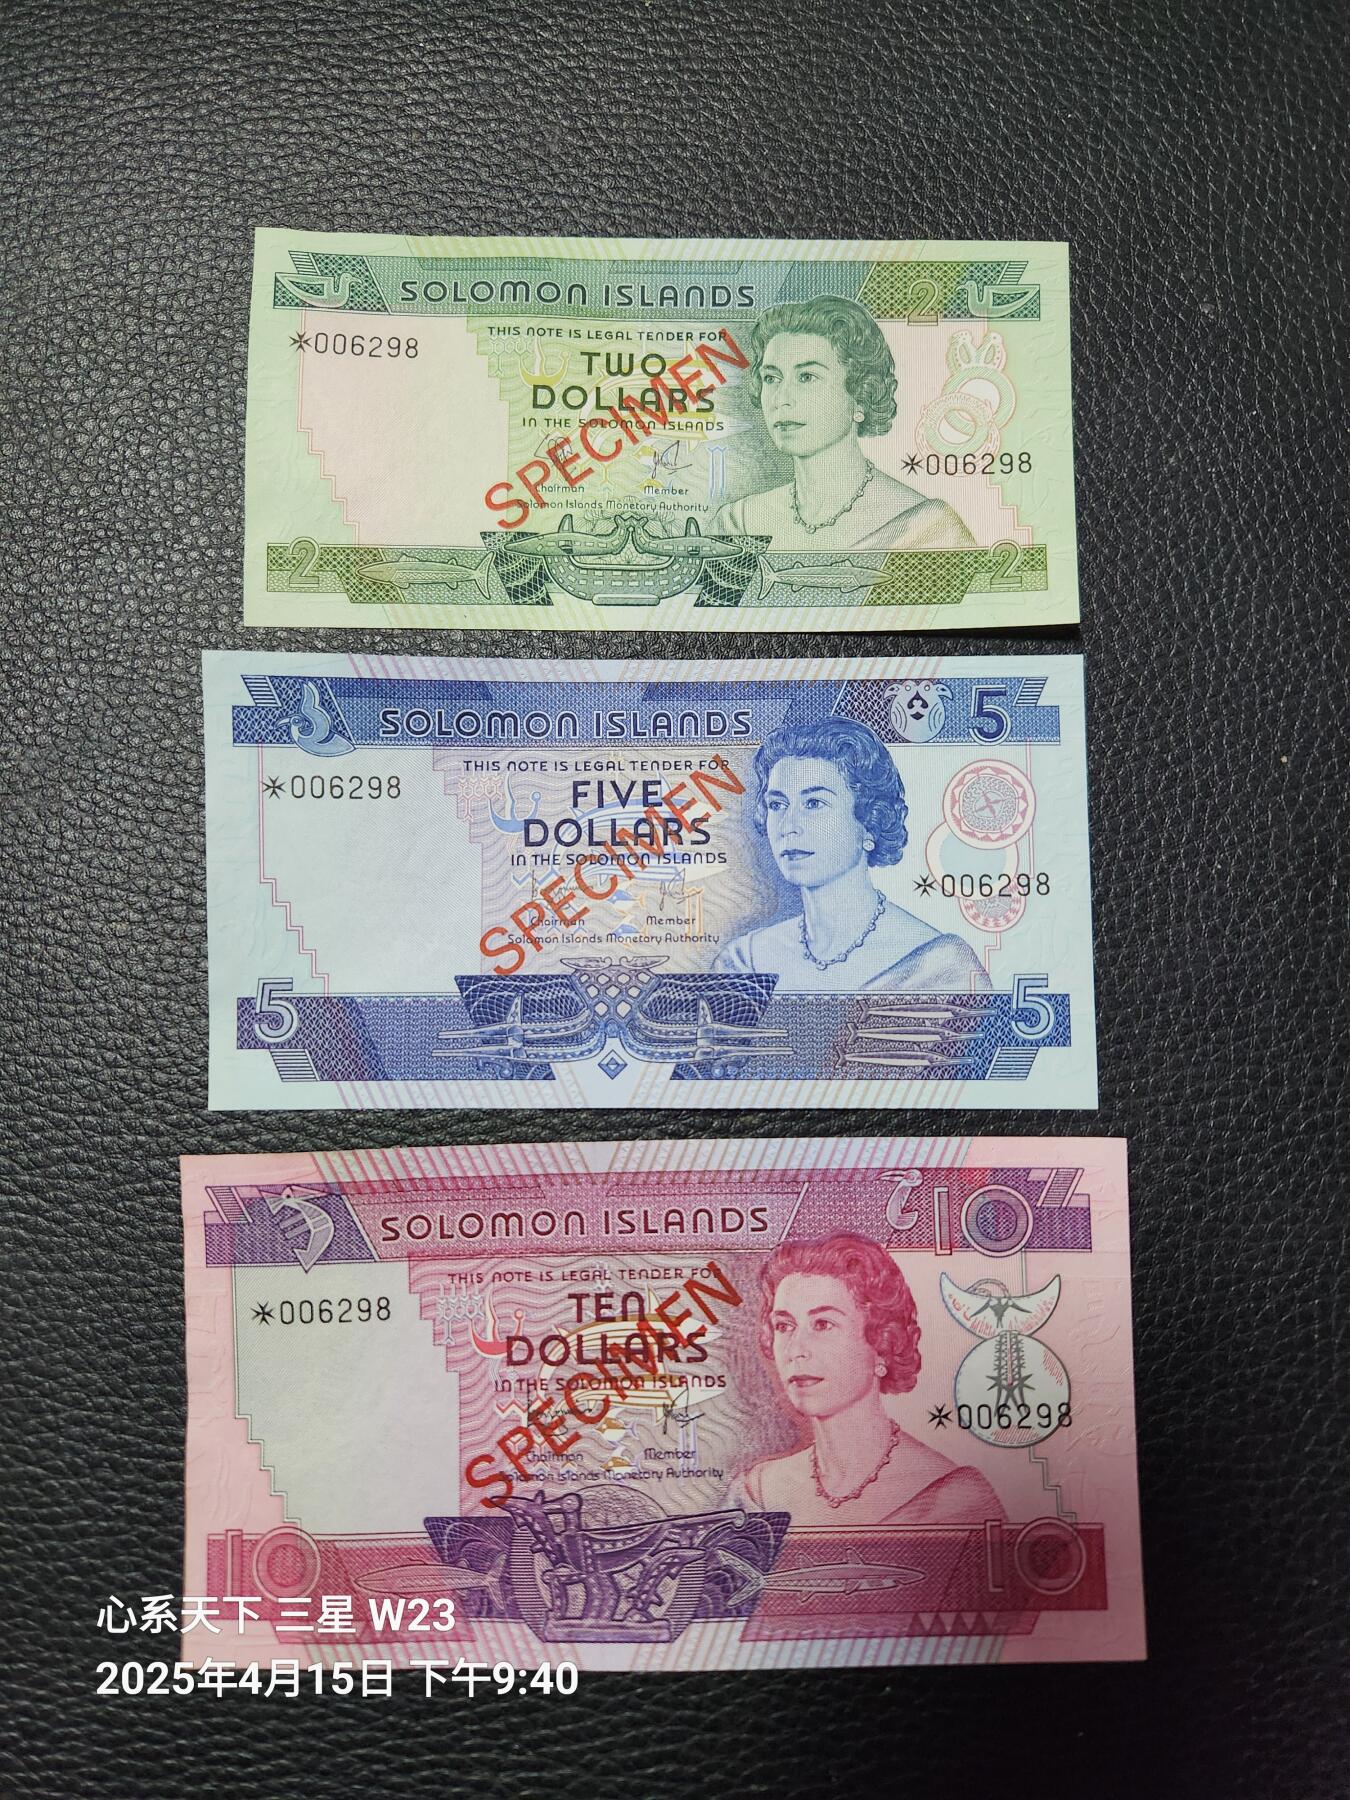 SOLOMON ISLANDS 2
✠006298
THIS NOTE IS LEGAL TENDER FOR
TWO
DOLLARS
IN THE SOLOMON ISLANDS
SPECIMEN
✠006298
Chairman Member
Solomon Islands Monetary Authority
2 2
SOLOMON ISLANDS 5
✠006298
THIS NOTE IS LEGAL TENDER FOR
FIVE
DOLLARS
IN THE SOLOMON ISLANDS
SPECIMEN
✠006298
Chairman Member
Solomon Islands Monetary Authority
5 5
SOLOMON ISLANDS 10
✠006298
THIS NOTE IS LEGAL TENDER FOR
TEN
DOLLARS
IN THE SOLOMON ISLANDS
SPECIMEN
✠006298
Chairman Member
Solomon Islands Monetary Authority
10 10
心系天下 三星 W23
2025年4月15日 下午9:40